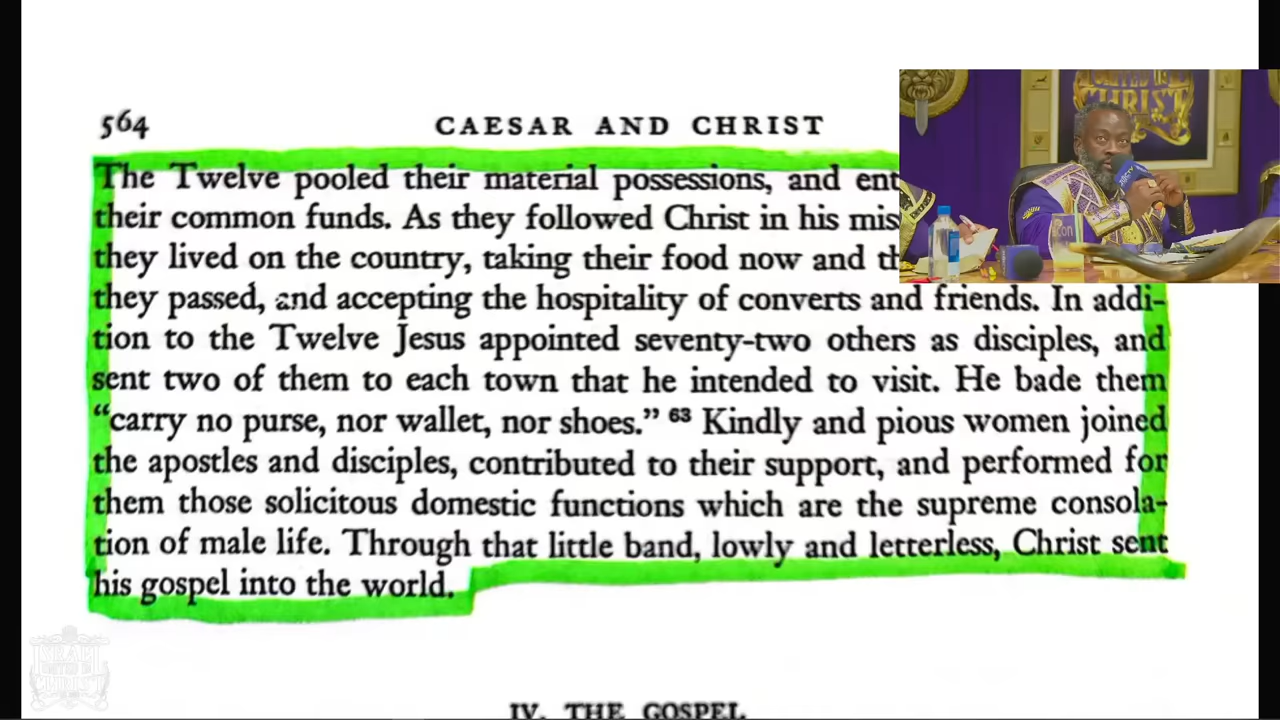 564
CAESAR AND CHRIST
The Twelve pooled their material possessions, and
their common funds. As they followed Christ in his
they lived on the country, taking their food now and
they passed, and accepting the hospitality of converts and friends. In addi-
tion to the Twelve Jesus appointed seventy-two others as disciples, and
sent two of them to each town that he intended to visit. He bade them
“carry no purse, nor wallet, nor shoes.” 63 Kindly and pious women joined
the apostles and disciples, contributed to their support, and performed for
them those solicitous domestic functions which are the supreme consola-
tion of male life. Through that little band, lowly and letterless, Christ sent
his gospel into the world.
IV. THE GOSPEL
UNITED IN
CHRIST
ISRAEL
UNITED IN
CHRIST